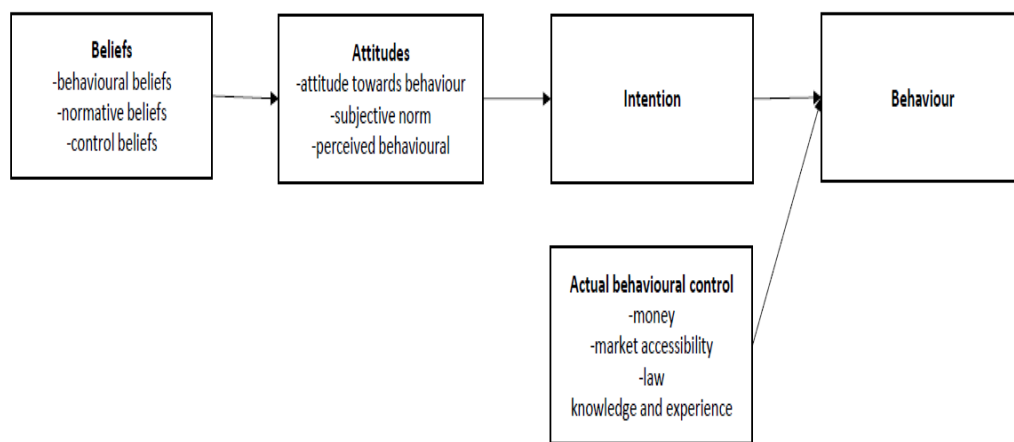 Beliefs
-behavioural beliefs
-normative beliefs
-control beliefs
Attitudes
-attitude towards behaviour
-subjective norm
-perceived behavioural
Intention
Behaviour
Actual behavioural control
-money
-market accessibility
-law
knowledge and experience